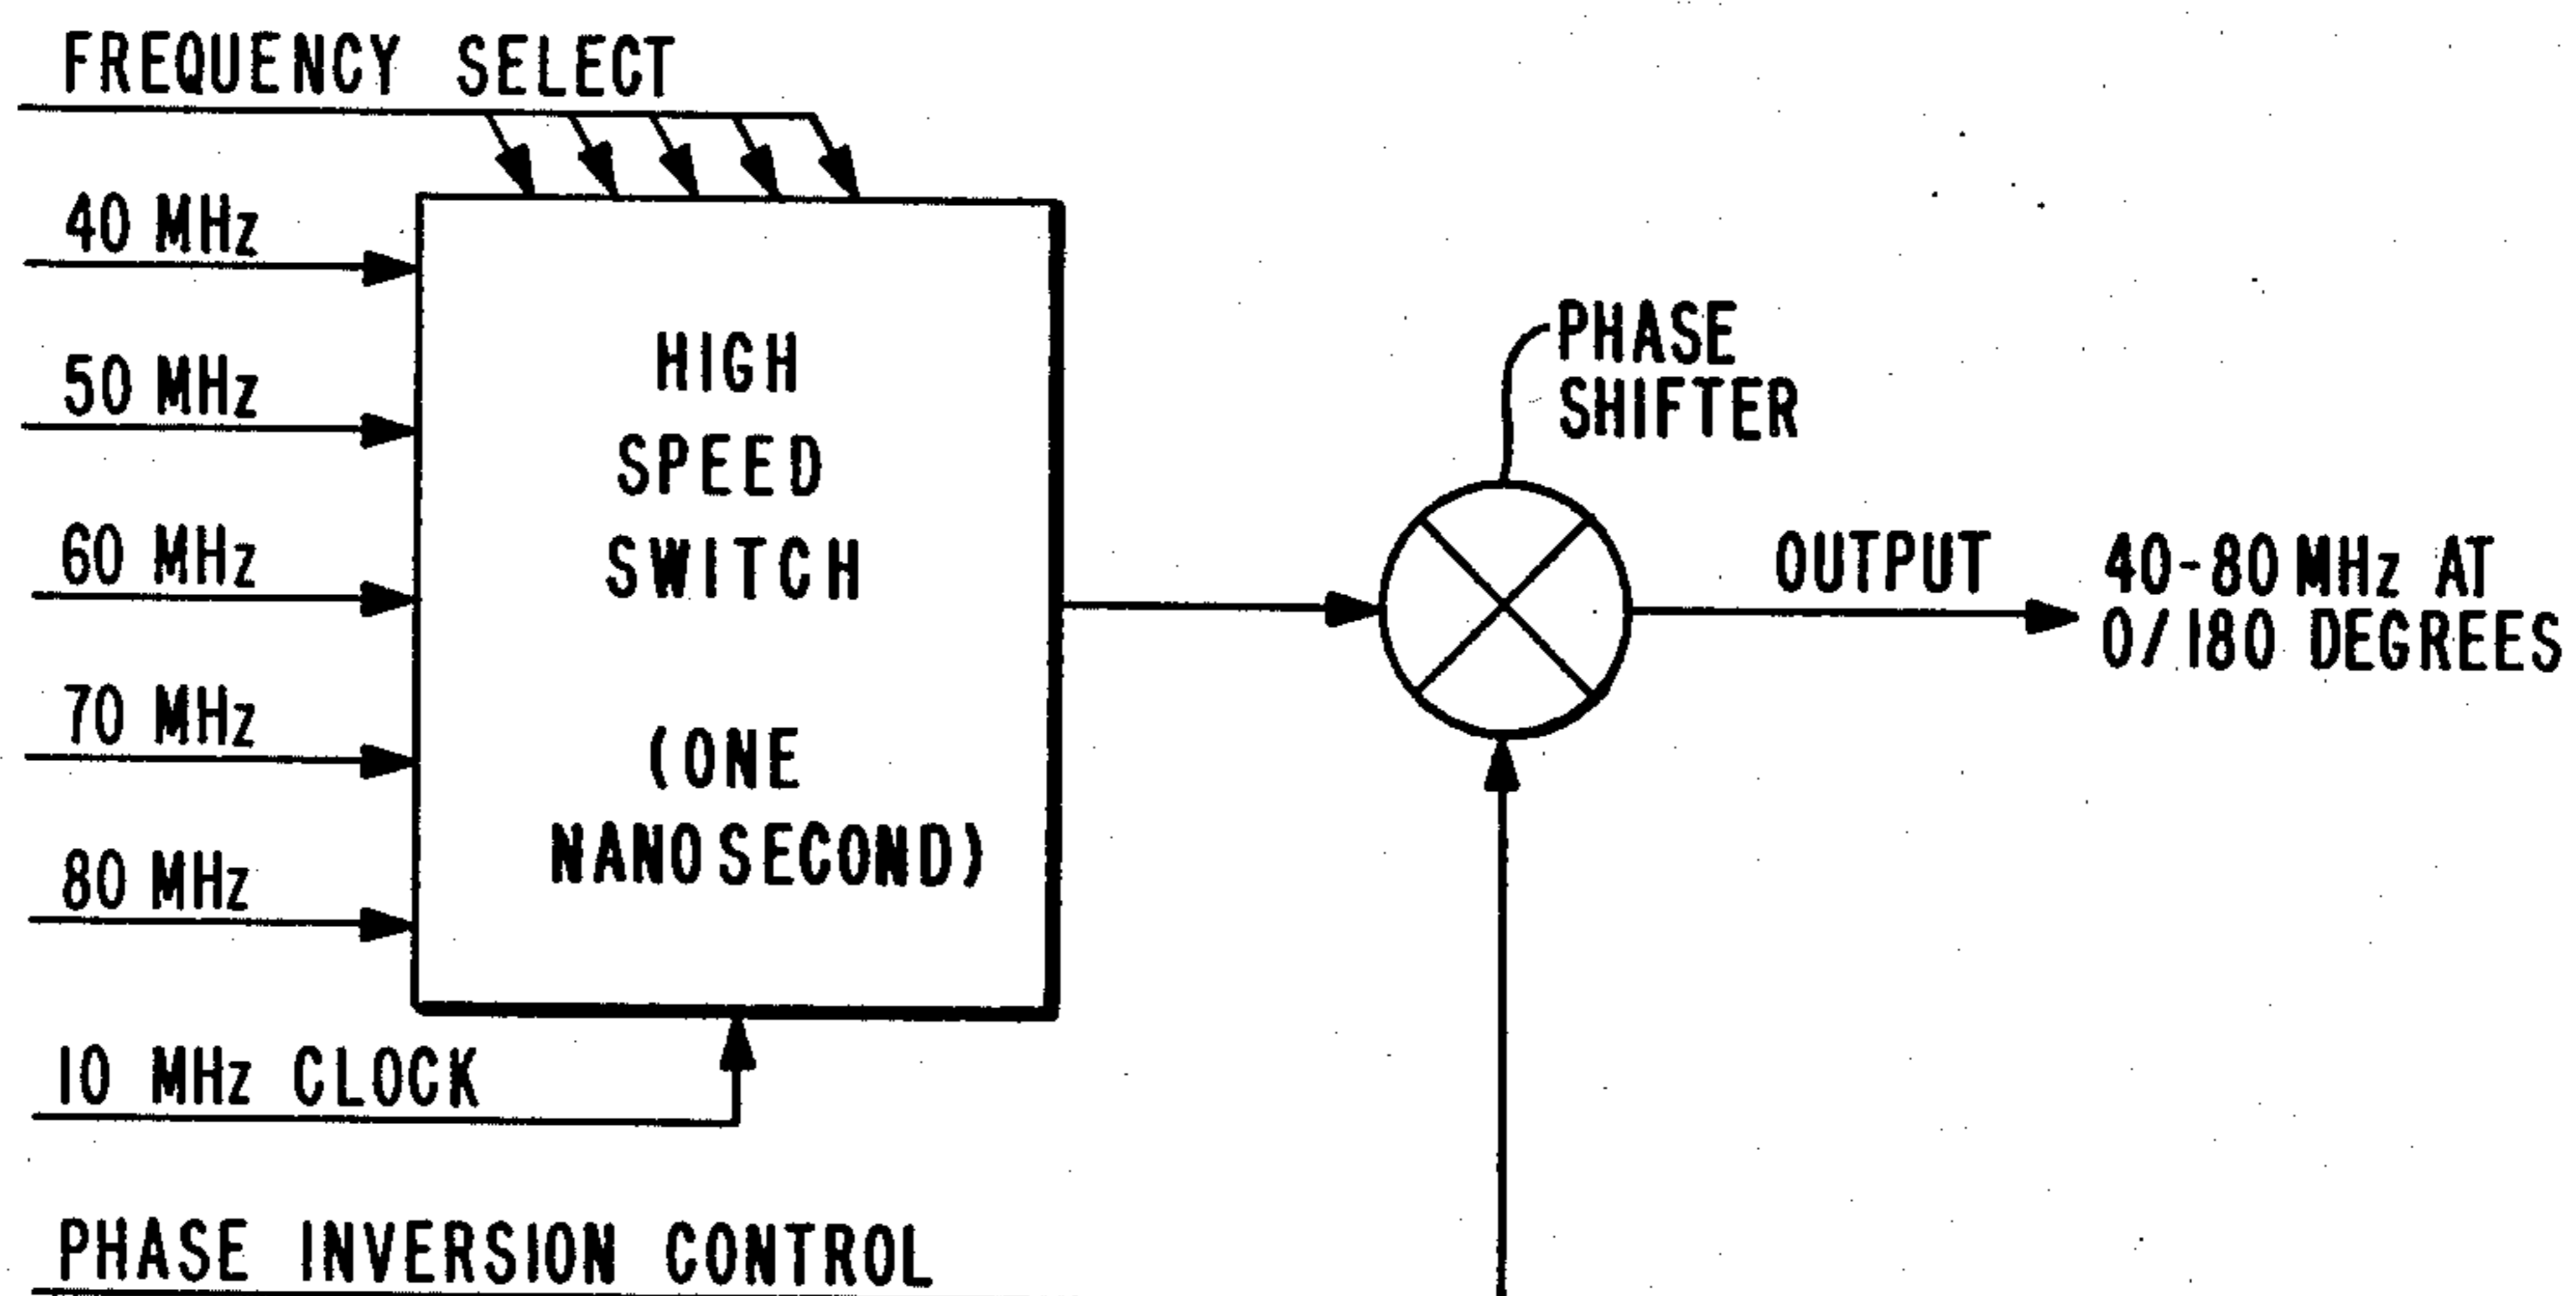 FREQUENCY SELECT
40 MHz
50 MHz
60 MHz
70 MHz
80 MHz
10 MHz CLOCK
PHASE INVERSION CONTROL
HIGH
SPEED
SWITCH
(ONE
NANOSECOND)
PHASE
SHIFTER
OUTPUT
40-80 MHz AT
0/180 DEGREES